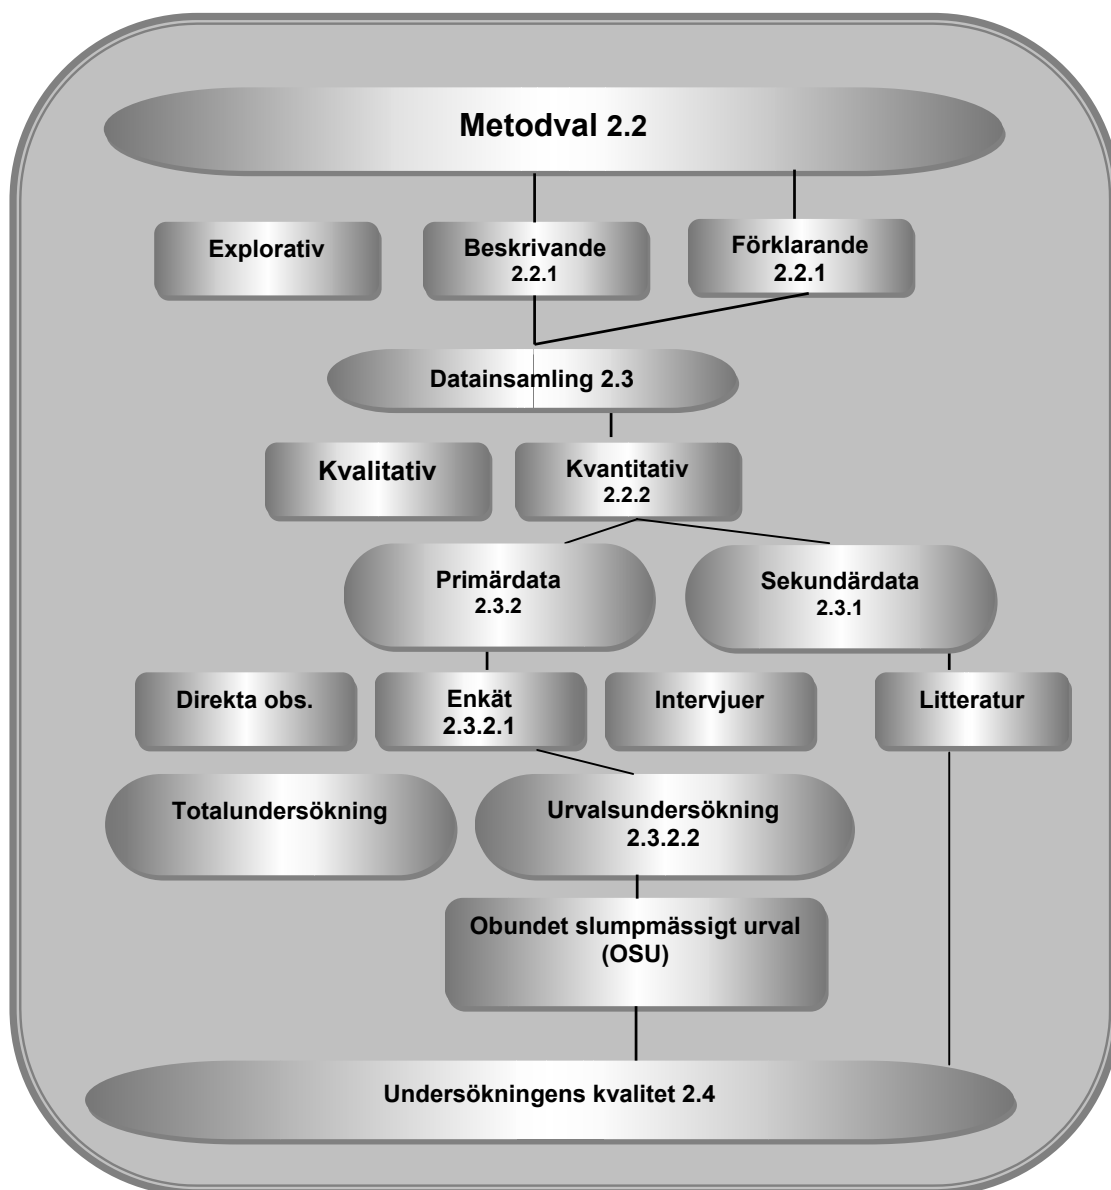 Metodval 2.2
Explorativ
Beskrivande
2.2.1
Förklarande
2.2.1
Datainsamling 2.3
Kvalitativ
Kvantitativ
2.2.2
Primärdata
2.3.2
Sekundärdata
2.3.1
Direkta obs.
Enkät
2.3.2.1
Intervjuer
Litteratur
Totalundersökning
Urvalsundersökning
2.3.2.2
Obundet slumpmässigt urval
(OSU)
Undersökningens kvalitet 2.4